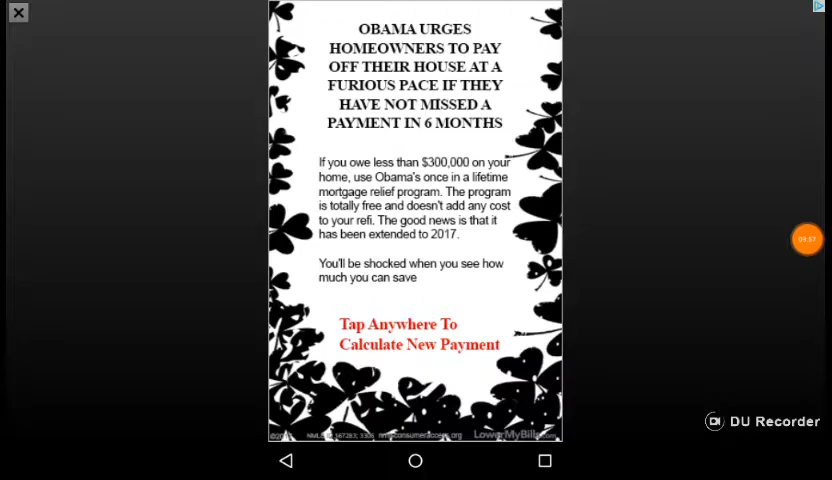 OBAMA URGES
HOMEOWNERS TO PAY
OFF THEIR HOUSE AT A
FURIOUS PACE IF THEY
HAVE NOT MISSED A
PAYMENT IN 6 MONTHS
If you owe less than $300,000 on your
home, use Obama's once in a lifetime
mortgage relief program. The program
is totally free and doesn't add any cost
to your refi. The good news is that it
has been extended to 2017.
You'll be shocked when you see how
much you can save
09:57
Tap Anywhere To
Calculate New Payment
DU Recorder
LowerMyBills.com